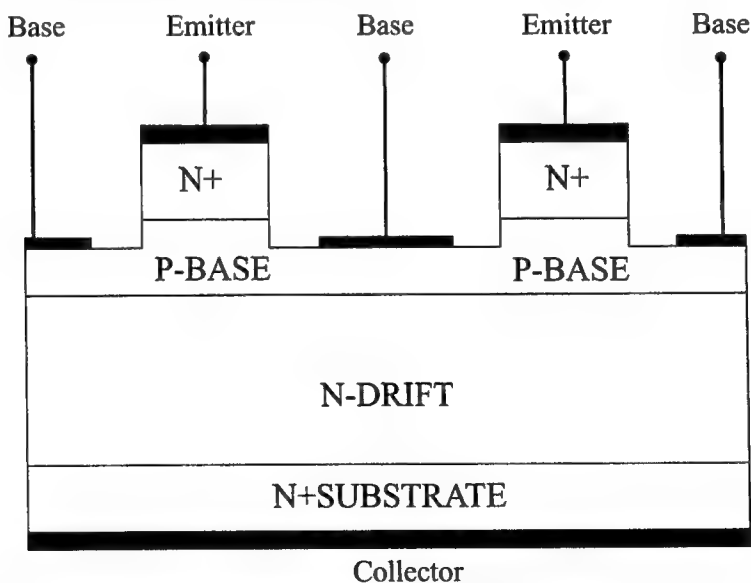 Base Emitter Base Emitter Base
N+ N+
P-BASE P-BASE
N-DRIFT
N+SUBSTRATE
Collector